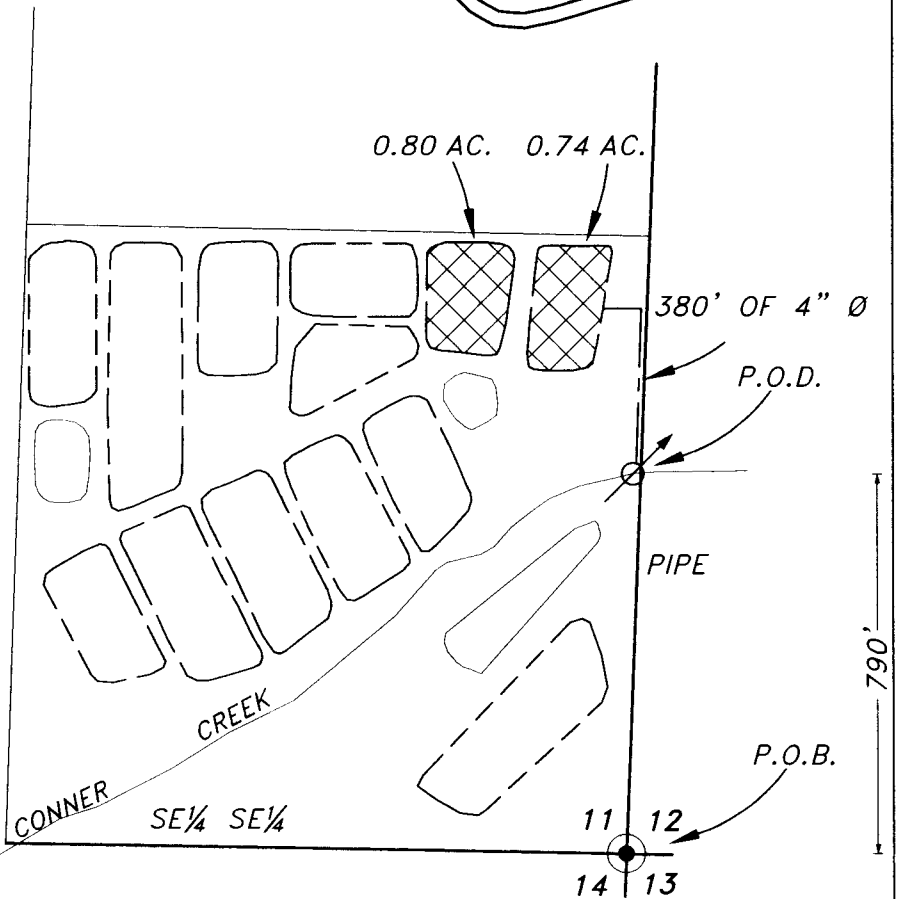 0.80 AC. 0.74 AC.
380' OF 4" Ø
P.O.D.
PIPE
790'
CREEK
P.O.B.
CONNER
SE¼ SE¼
11 12
14 13